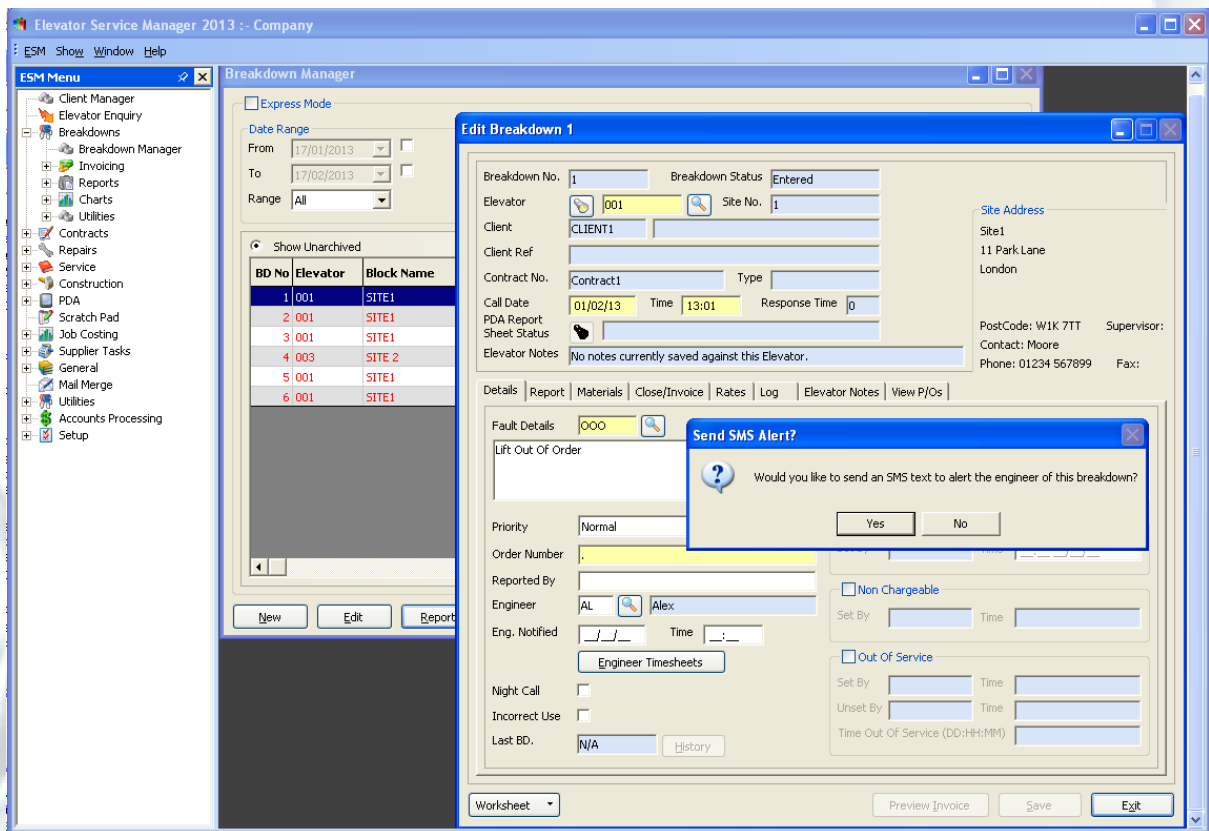 Elevator Service Manager 2013 :- Company
ESM Show Window Help
ESM Menu
Client Manager
Elevator Enquiry
Breakdowns
Breakdown Manager
Invoicing
Reports
Charts
Utilities
Contracts
Repairs
Service
Construction
PDA
Scratch Pad
Job Costing
Supplier Tasks
General
Mail Merge
Utilities
Accounts Processing
Setup
Breakdown Manager
Express Mode
Date Range
From 17/01/2013
To 17/02/2013
Range All
Show Unarchived
BD No Elevator Block Name
1 001 SITE1
2 001 SITE1
3 001 SITE1
4 003 SITE 2
5 001 SITE1
6 001 SITE1
New Edit Report
Edit Breakdown 1
Breakdown No. 1 Breakdown Status Entered
Elevator 001 Site No. 1
Client CLIENT1
Client Ref
Contract No. Contract1 Type
Call Date 01/02/13 Time 13:01 Response Time 0
PDA Report
Sheet Status
Elevator Notes No notes currently saved against this Elevator.
Site Address
Site1
11 Park Lane
London
PostCode: W1K 7TT Supervisor:
Contact: Moore
Phone: 01234 567899 Fax:
Details Report Materials Close/Invoice Rates Log Elevator Notes View P/Os
Fault Details OOO
Lift Out Of Order
Priority Normal
Order Number .
Reported By
Engineer AL Alex
Eng. Notified __/__/__ Time __:__
Engineer Timesheets
Night Call
Incorrect Use
Last BD. N/A History
Send SMS Alert?
Would you like to send an SMS text to alert the engineer of this breakdown?
Yes No
Non Chargeable
Set By Time
Out Of Service
Set By Time
Unset By Time
Time Out Of Service (DD:HH:MM)
Worksheet Preview Invoice Save Exit